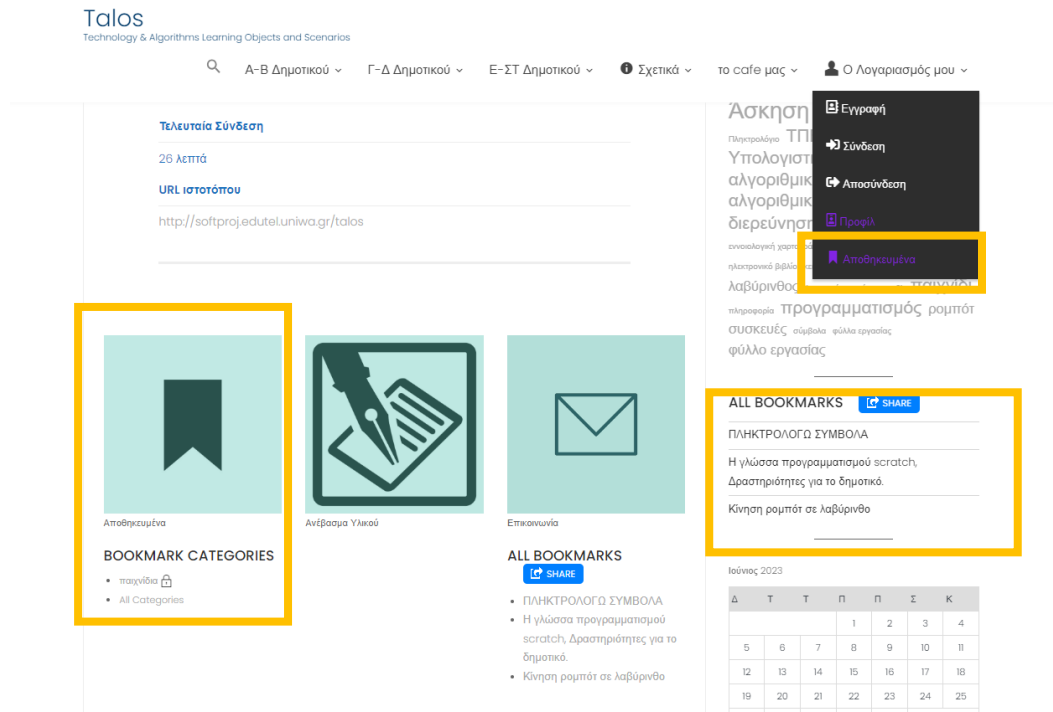 Talos
Technology & Algorithms Learning Objects and Scenarios
Α-Β Δημοτικού
Γ-Δ Δημοτικού
Ε-ΣΤ Δημοτικού
Σχετικά
το cafe μας
Ο Λογαριασμός μου
Εγγραφή
Σύνδεση
Αποσύνδεση
Προφίλ
Αποθηκευμένα
Τελευταία Σύνδεση
26 λεπτά
URL ιστοτόπου
http://softproj.edutel.uniwa.gr/talos
Άσκηση
Πληκτρολόγιο
διερεύνηση
εννοιολογική
ηλεκτρονικό
λαβύρινθος
παιχνίδι
πληροφορία προγραμματισμός ρομπότ
συσκευές σύμβολα φύλλα εργασίας
φύλλο εργασίας
Αποθηκευμένα
BOOKMARK CATEGORIES
παιχνίδια
All Categories
Ανέβασμα Υλικού
Επικοινωνία
ALL BOOKMARKS
SHARE
ΠΛΗΚΤΡΟΛΟΓΩ ΣΥΜΒΟΛΑ
Η γλώσσα προγραμματισμού
scratch, Δραστηριότητες για το
δημοτικό.
Κίνηση ρομπότ σε λαβύρινθο
ALL BOOKMARKS SHARE
ΠΛΗΚΤΡΟΛΟΓΩ ΣΥΜΒΟΛΑ
Η γλώσσα προγραμματισμού scratch,
Δραστηριότητες για το δημοτικό.
Κίνηση ρομπότ σε λαβύρινθο
Ιούνιος 2023
Δ Τ Τ Π Π Σ Κ
1 2 3 4
5 6 7 8 9 10 11
12 13 14 15 16 17 18
19 20 21 22 23 24 25